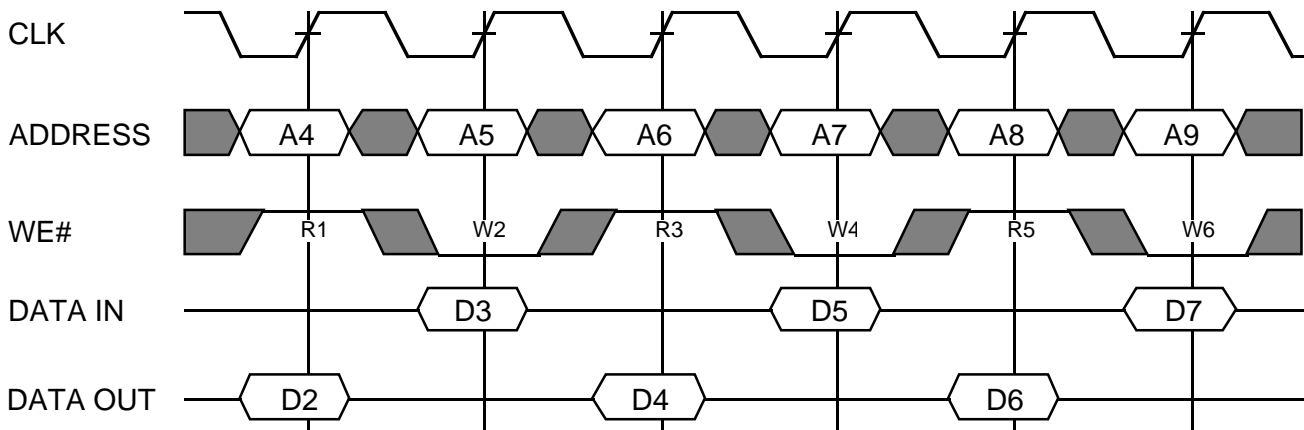 CLK
ADDRESS A4 A5 A6 A7 A8 A9
WE# R1 W2 R3 W4 R5 W6
DATA IN D3 D5 D7
DATA OUT D2 D4 D6